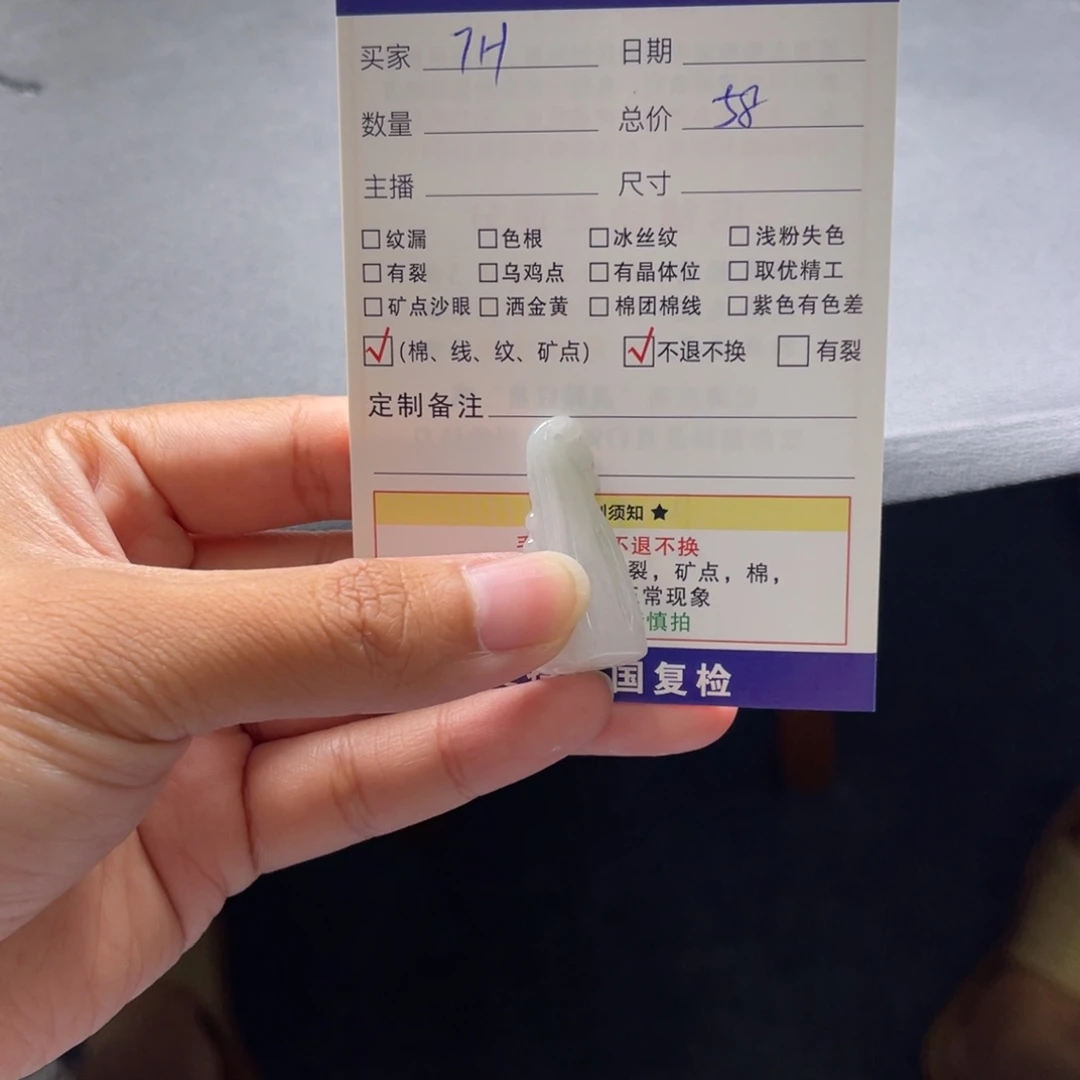 买家 7H 日期
数量 总价 58
主播 尺寸
□纹漏 □色根 □冰丝纹 □浅粉失色
□有裂 □乌鸡点 □有晶体位 □取优精工
□矿点沙眼 □洒金黄 □棉团棉线 □紫色有色差
☑(棉、线、纹、矿点) ☑不退不换 □有裂
定制备注
须知★
不退不换
裂，矿点，棉，
常现象
慎拍
国复检